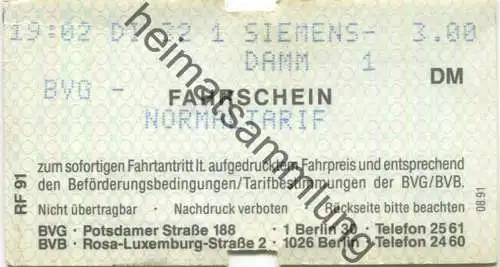 19:02 DI 32 1 SIEMENS- 3.00
DAMM 1
DM
BVG -
FAHRSCHEIN
NORMALTARIF
zum sofortigen Fahrtantritt lt. aufgedrucktem Fahrpreis und entsprechend
den Beförderungsbedingungen/Tarifbestimmungen der BVG/BVB.
Nicht übertragbar · Nachdruck verboten · Rückseite bitte beachten
BVG · Potsdamer Straße 188 · 1 Berlin 30 · Telefon 25 61
BVB · Rosa-Luxemburg-Straße 2 · 1026 Berlin · Telefon 24 60
RF 91
08.91
heimatsammlung.de